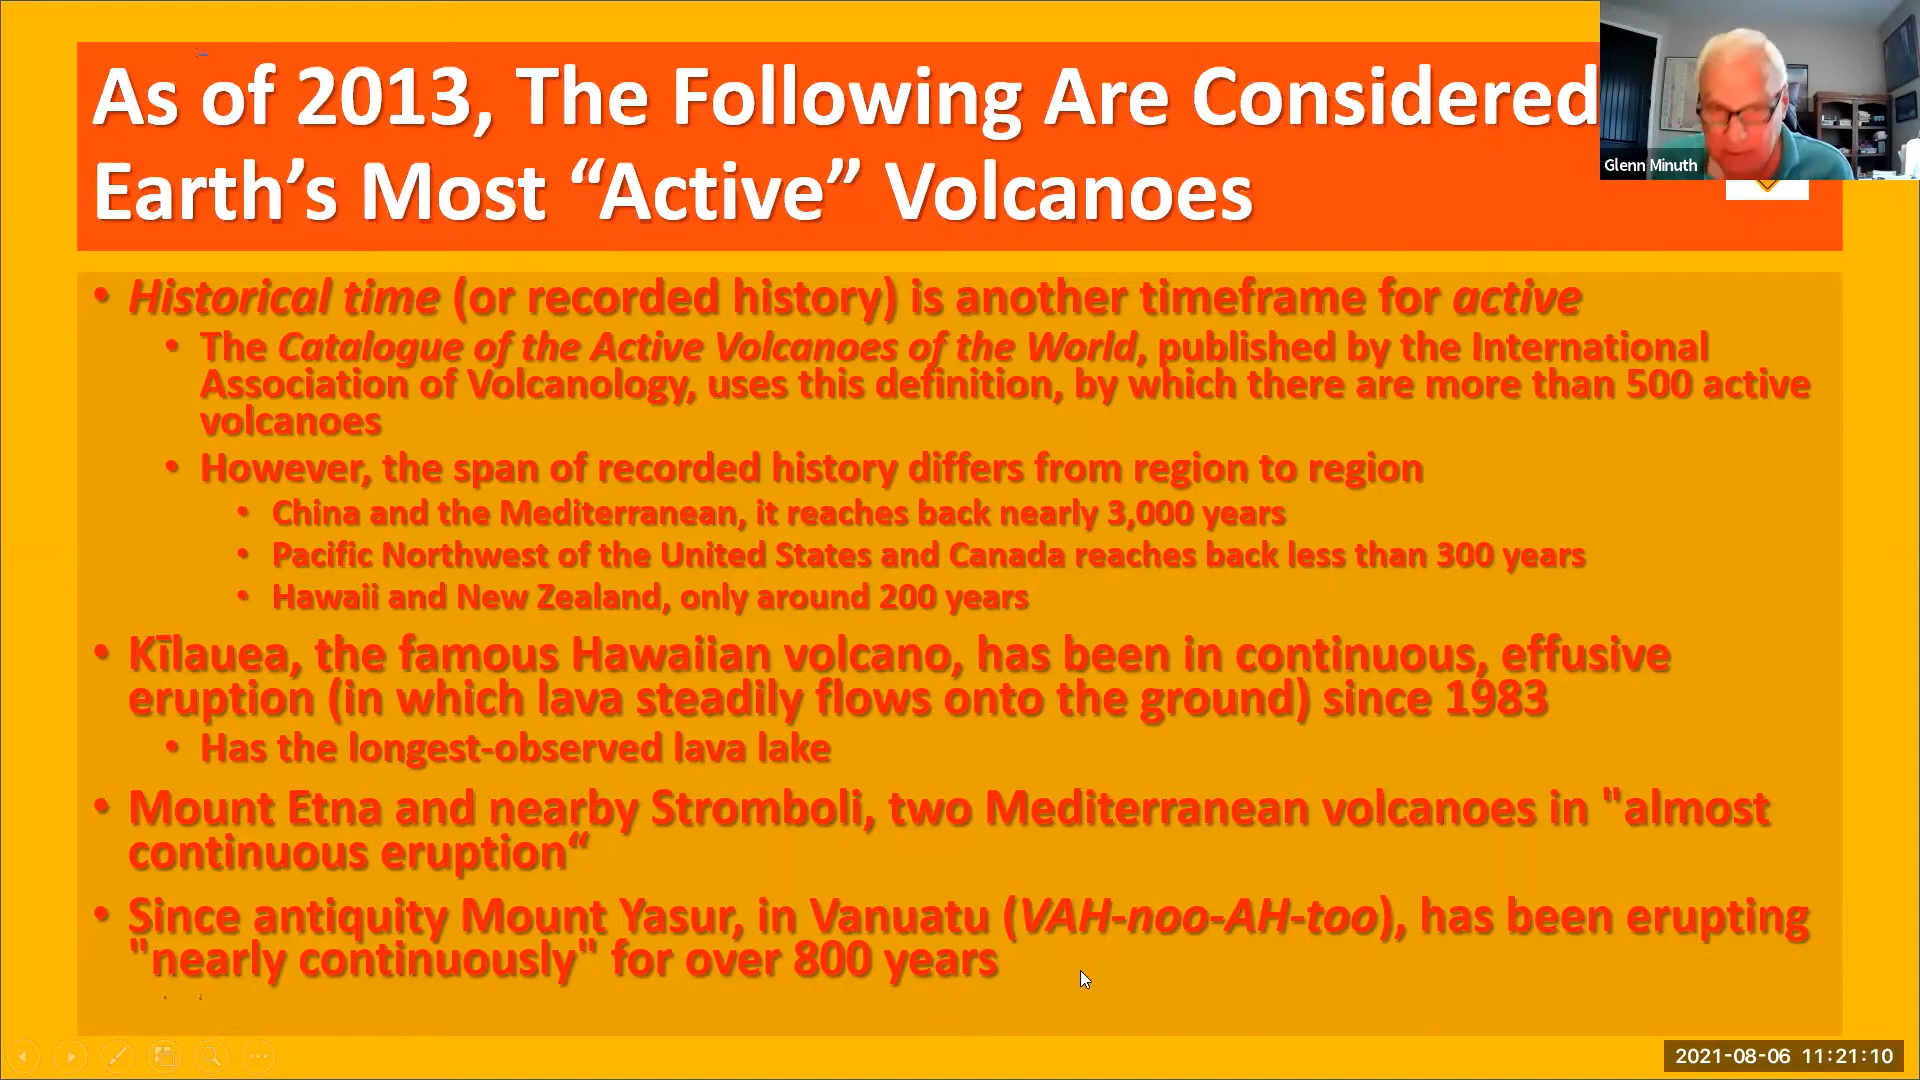 As of 2013, The Following Are Considered
Earth’s Most “Active” Volcanoes
Glenn Minuth
• Historical time (or recorded history) is another timeframe for active
• The Catalogue of the Active Volcanoes of the World, published by the International
Association of Volcanology, uses this definition, by which there are more than 500 active
volcanoes
• However, the span of recorded history differs from region to region
• China and the Mediterranean, it reaches back nearly 3,000 years
• Pacific Northwest of the United States and Canada reaches back less than 300 years
• Hawaii and New Zealand, only around 200 years
• Kīlauea, the famous Hawaiian volcano, has been in continuous, effusive
eruption (in which lava steadily flows onto the ground) since 1983
• Has the longest-observed lava lake
• Mount Etna and nearby Stromboli, two Mediterranean volcanoes in "almost
continuous eruption“
• Since antiquity Mount Yasur, in Vanuatu (VAH-noo-AH-too), has been erupting
"nearly continuously" for over 800 years
2021-08-06 11:21:10